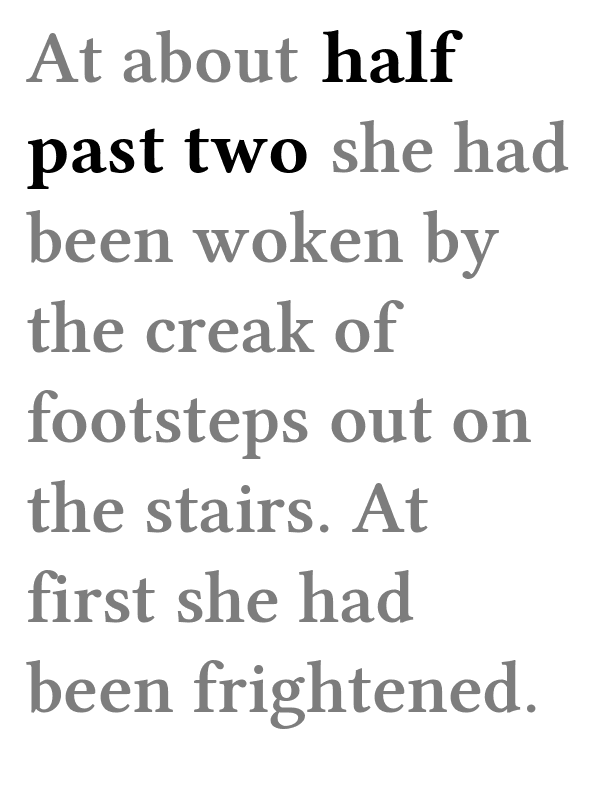 At about half
past two she had
been woken by
the creak of
footsteps out on
the stairs. At
first she had
been frightened.